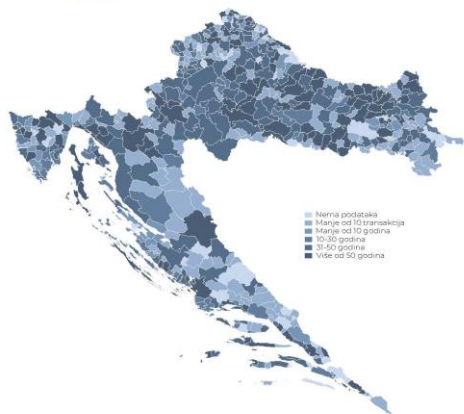 Nema podataka
Manje od 10 transakcija
Manje od 10 godina
10-30 godina
31-50 godina
Više od 50 godina